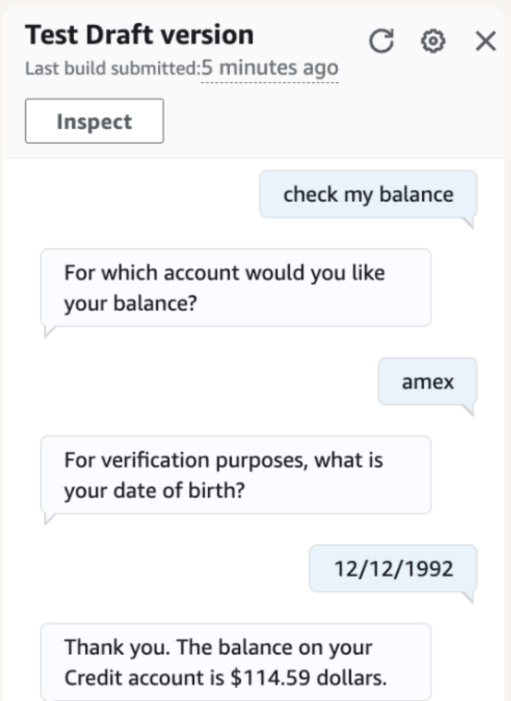 Test Draft version
Last build submitted:5 minutes ago
Inspect
check my balance
For which account would you like
your balance?
amex
For verification purposes, what is
your date of birth?
12/12/1992
Thank you. The balance on your
Credit account is $114.59 dollars.